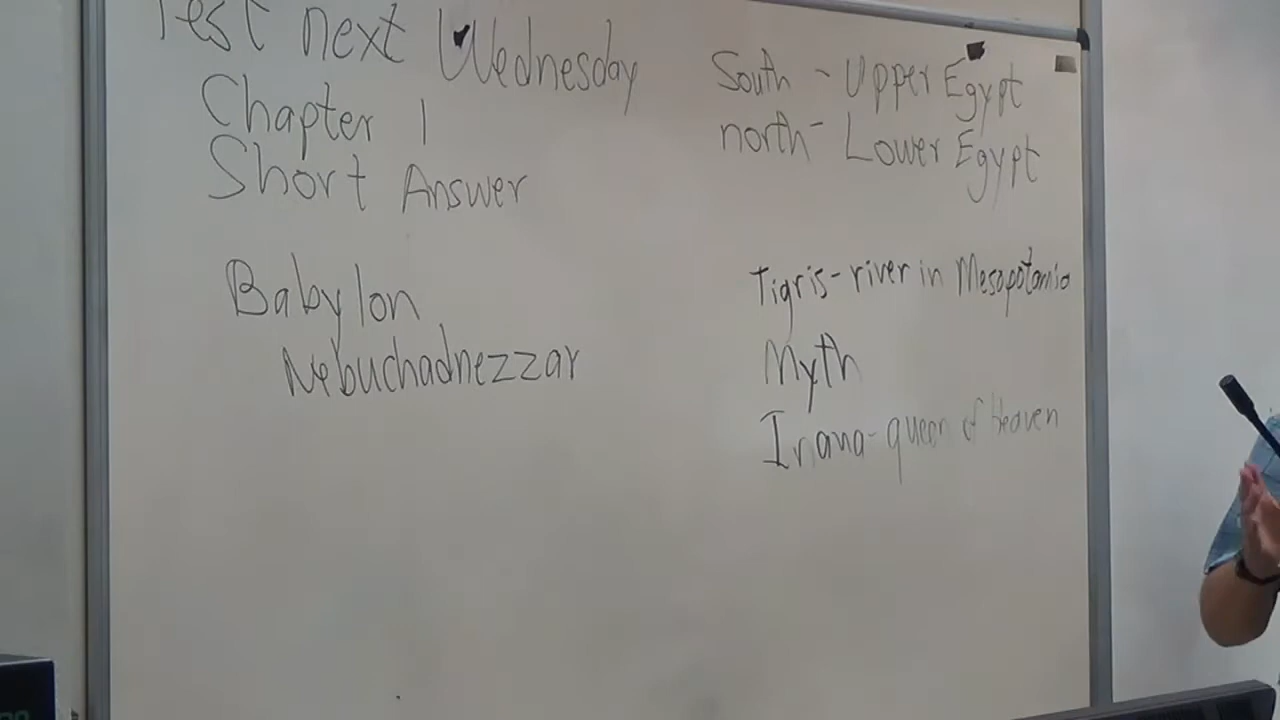 Test next Wednesday
Chapter 1
Short Answer
Babylon
Nebuchadnezzar
South - Upper Egypt
north - Lower Egypt
Tigris - river in Mesopotamia
Myth
Inana - queen of Heaven